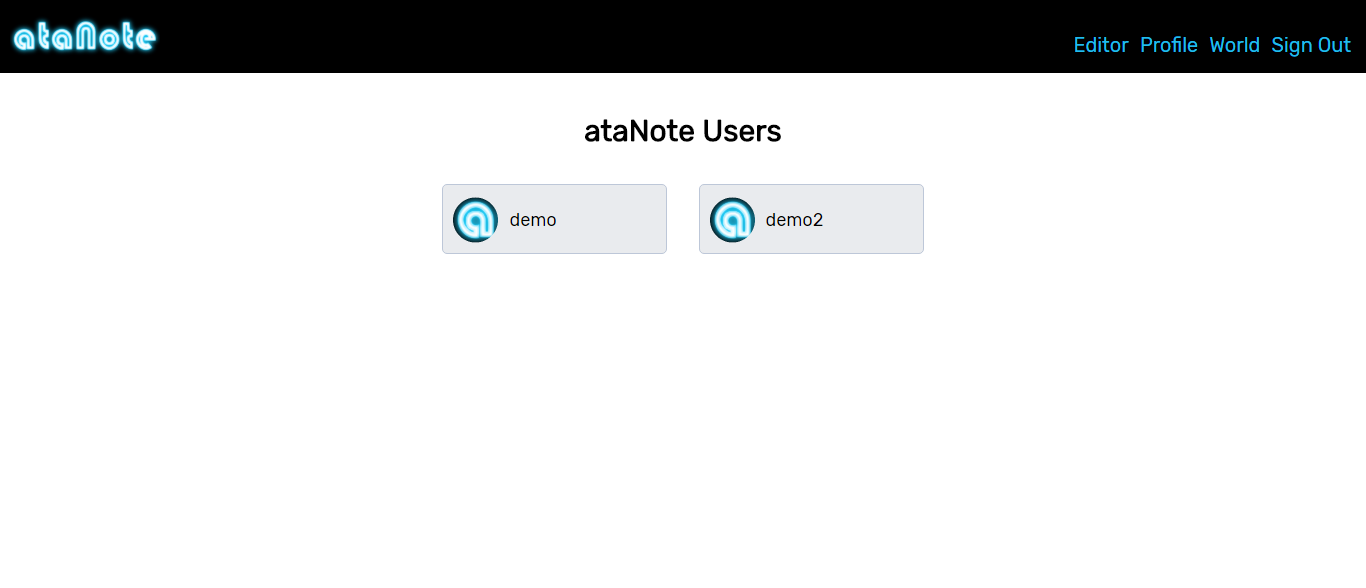 ataNote
Editor Profile World Sign Out
ataNote Users
demo
demo2